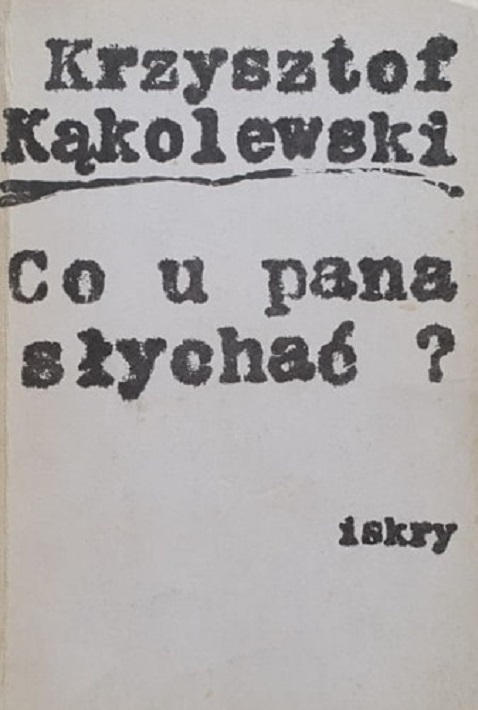 Krzysztof
Kąkolewski
Co u pana
słychać ?
iskry